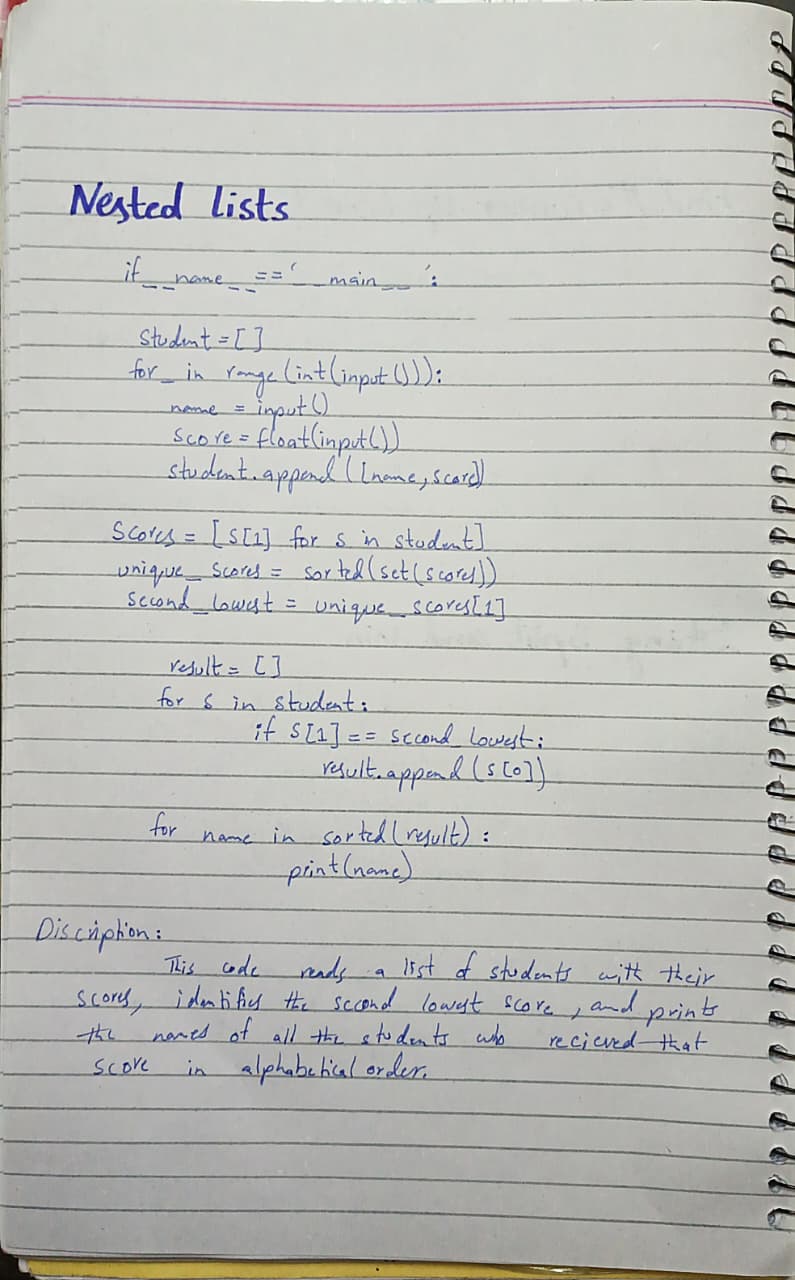 Nested lists
if __name__ == '__main__':
student = [ ]
for _ in range(int(input())):
name = input()
score = float(input())
student.append([name, score])
Scores = [s[1] for s in student]
unique_scores = sorted(set(scores))
second_lowest = unique_scores[1]
result = [ ]
for s in student:
if s[1] == second_lowest:
result.append(s[0])
for name in sorted(result):
print(name)
Discription:
This code reads a list of students with their
scores, identifies the second lowest score, and prints
the names of all the students who recieved that
score in alphabetical order.